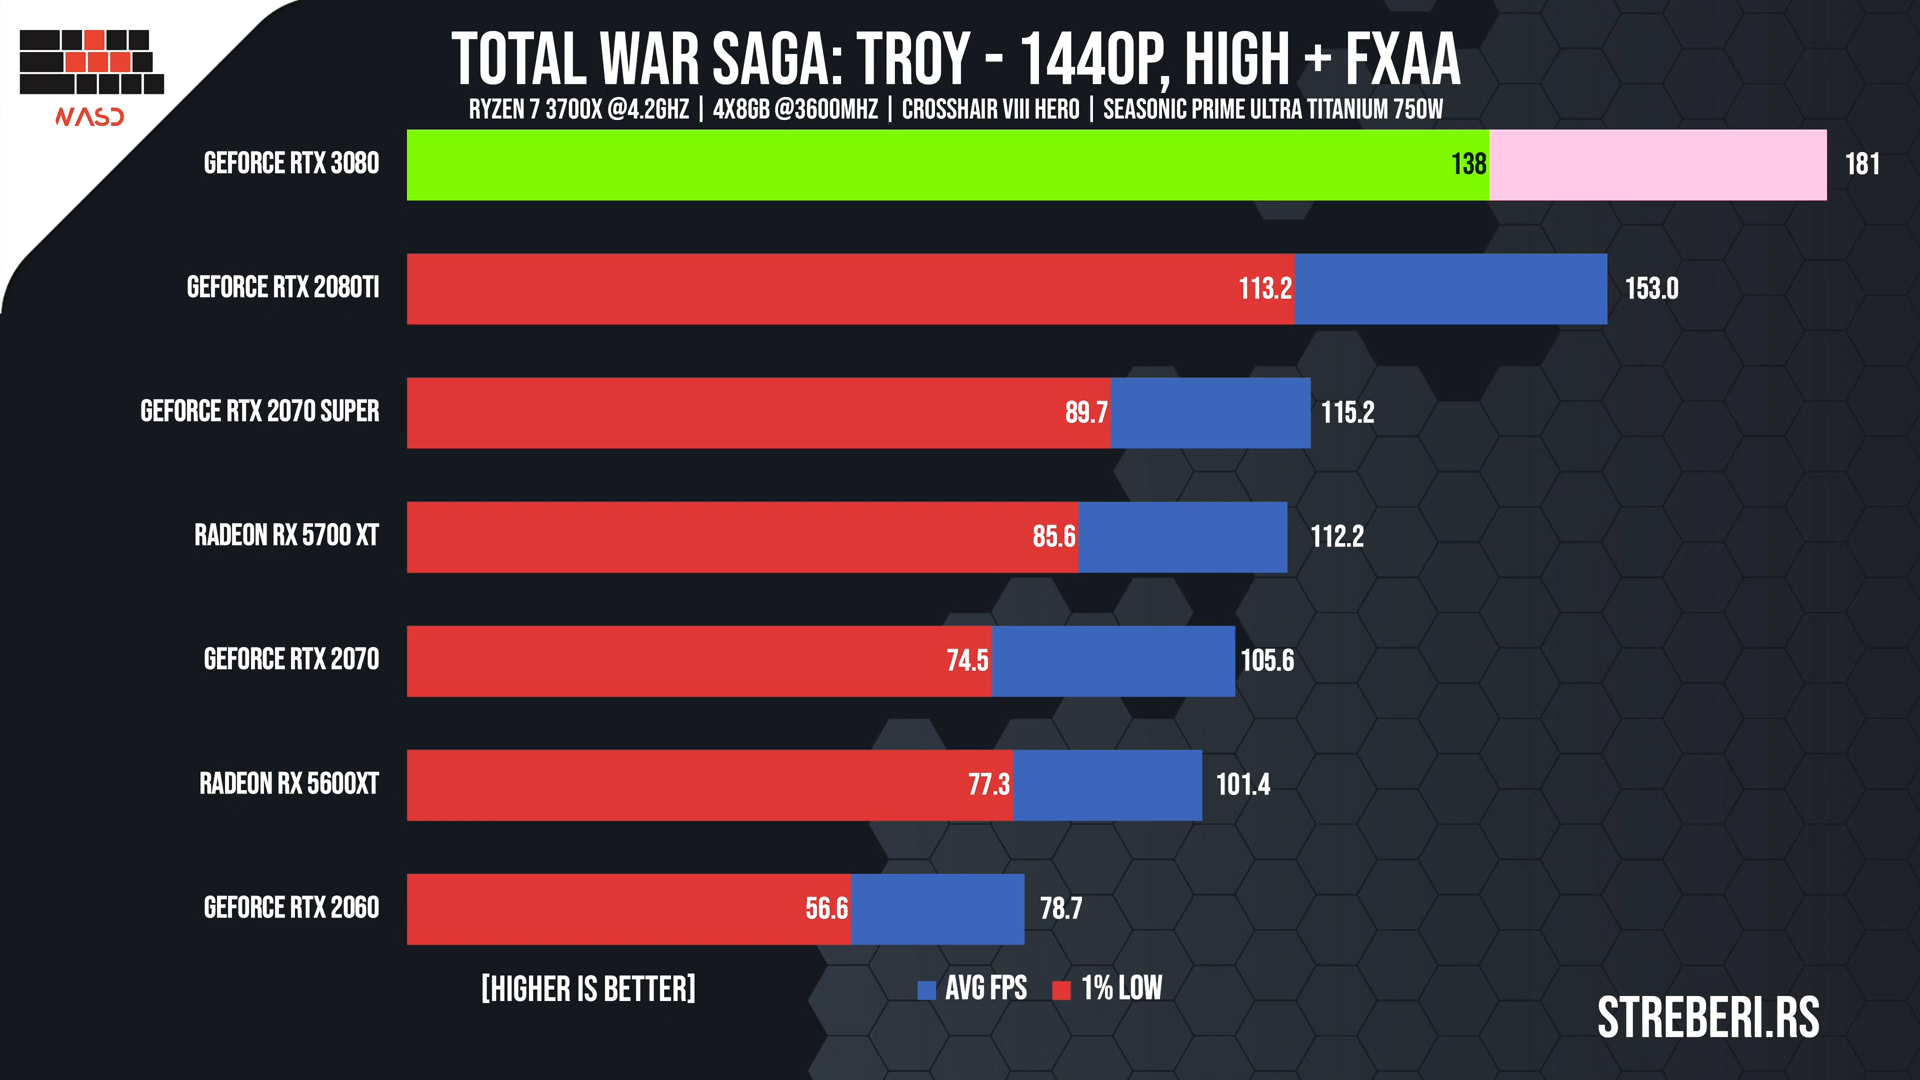 TOTAL WAR SAGA: TROY - 1440P, HIGH + FXAA
RYZEN 7 3700X @4.2GHZ | 4X8GB @3600MHZ | CROSSHAIR VIII HERO | SEASONIC PRIME ULTRA TITANIUM 750W
WASD
GEFORCE RTX 3080 138 181
GEFORCE RTX 2080TI 113.2 153.0
GEFORCE RTX 2070 SUPER 89.7 115.2
RADEON RX 5700 XT 85.6 112.2
GEFORCE RTX 2070 74.5 105.6
RADEON RX 5600XT 77.3 101.4
GEFORCE RTX 2060 56.6 78.7
[HIGHER IS BETTER] AVG FPS 1% LOW
STREBERI.RS